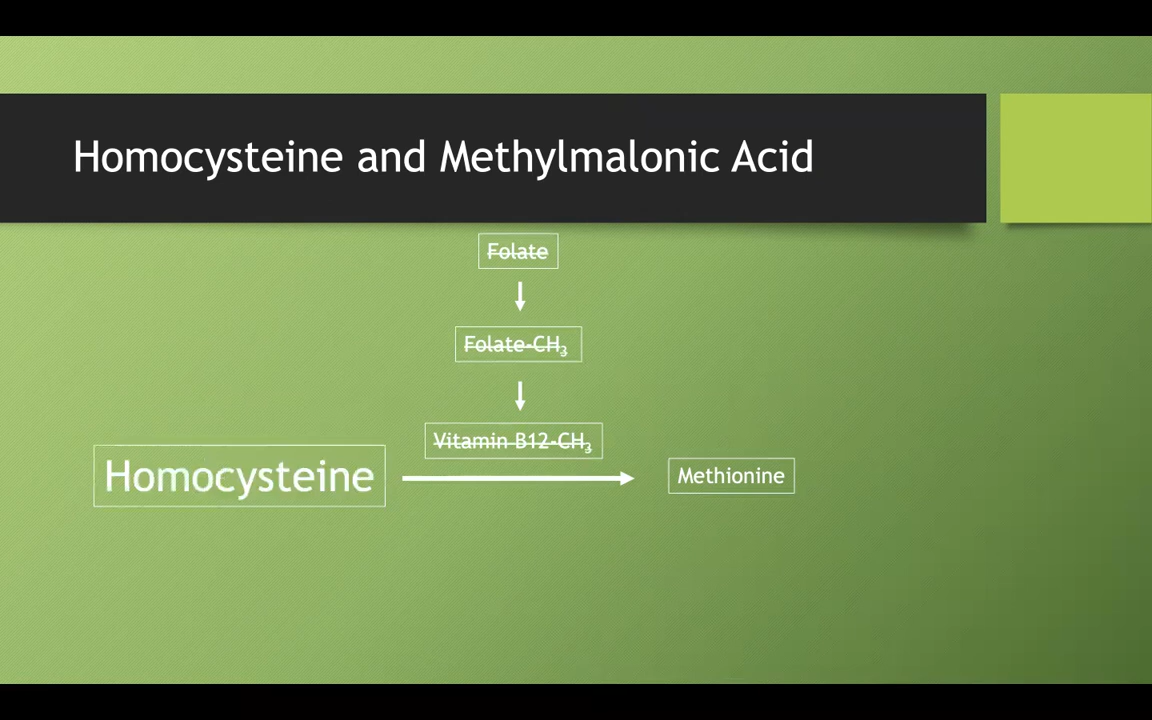 Homocysteine and Methylmalonic Acid
Folate
Folate-CH₃
Vitamin B12-CH₃
Homocysteine
Methionine